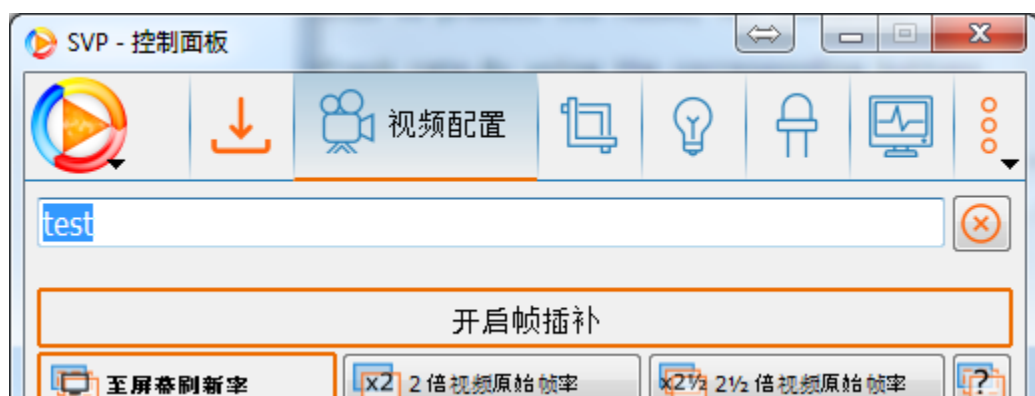 SVP - 控制面板
视频配置
test
开启帧插补
至屏幕刷新率
x2 2 倍视频原始帧率
x2½ 2½ 倍视频原始帧率
?